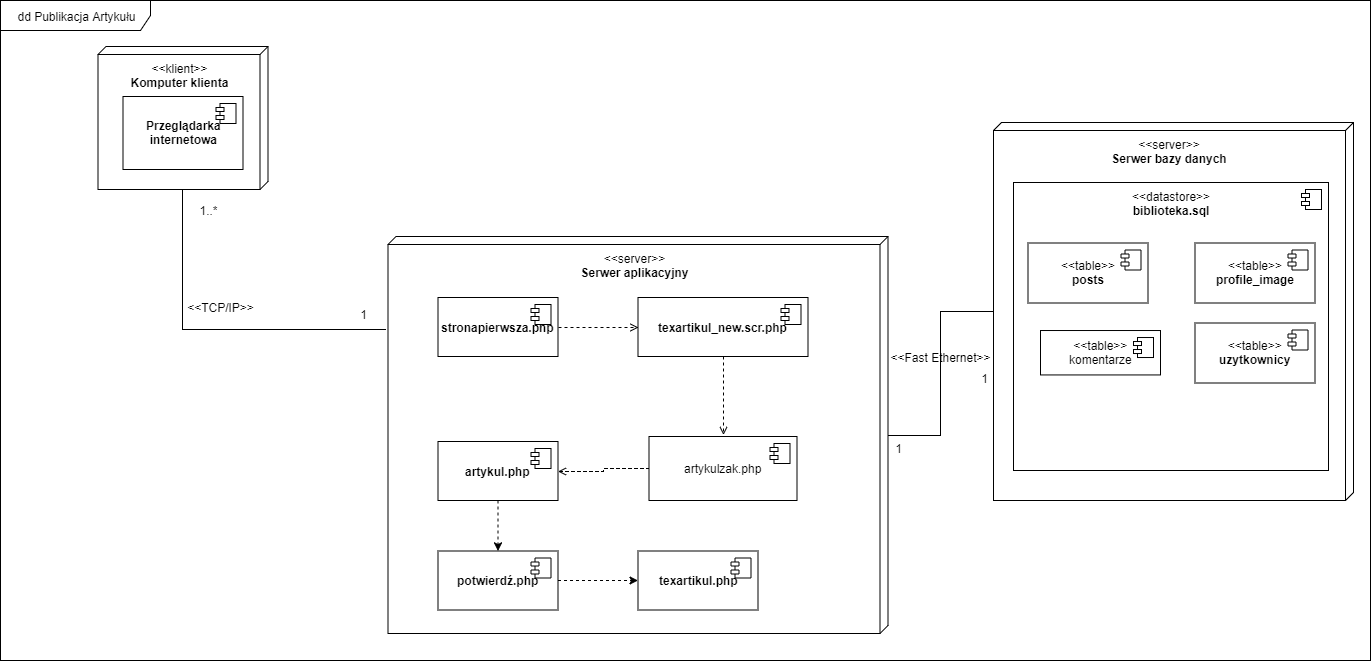 dd Publikacja Artykułu
<<klient>>
Komputer klienta
Przeglądarka
internetowa
1..*
<<TCP/IP>>
1
<<server>>
Serwer aplikacyjny
stronapierwsza.php
texartikul_new.scr.php
artykul.php
artykulzak.php
potwierdź.php
texartikul.php
<<Fast Ethernet>>
1
1
<<server>>
Serwer bazy danych
<<datastore>>
biblioteka.sql
<<table>>
posts
<<table>>
profile_image
<<table>>
komentarze
<<table>>
uzytkownicy